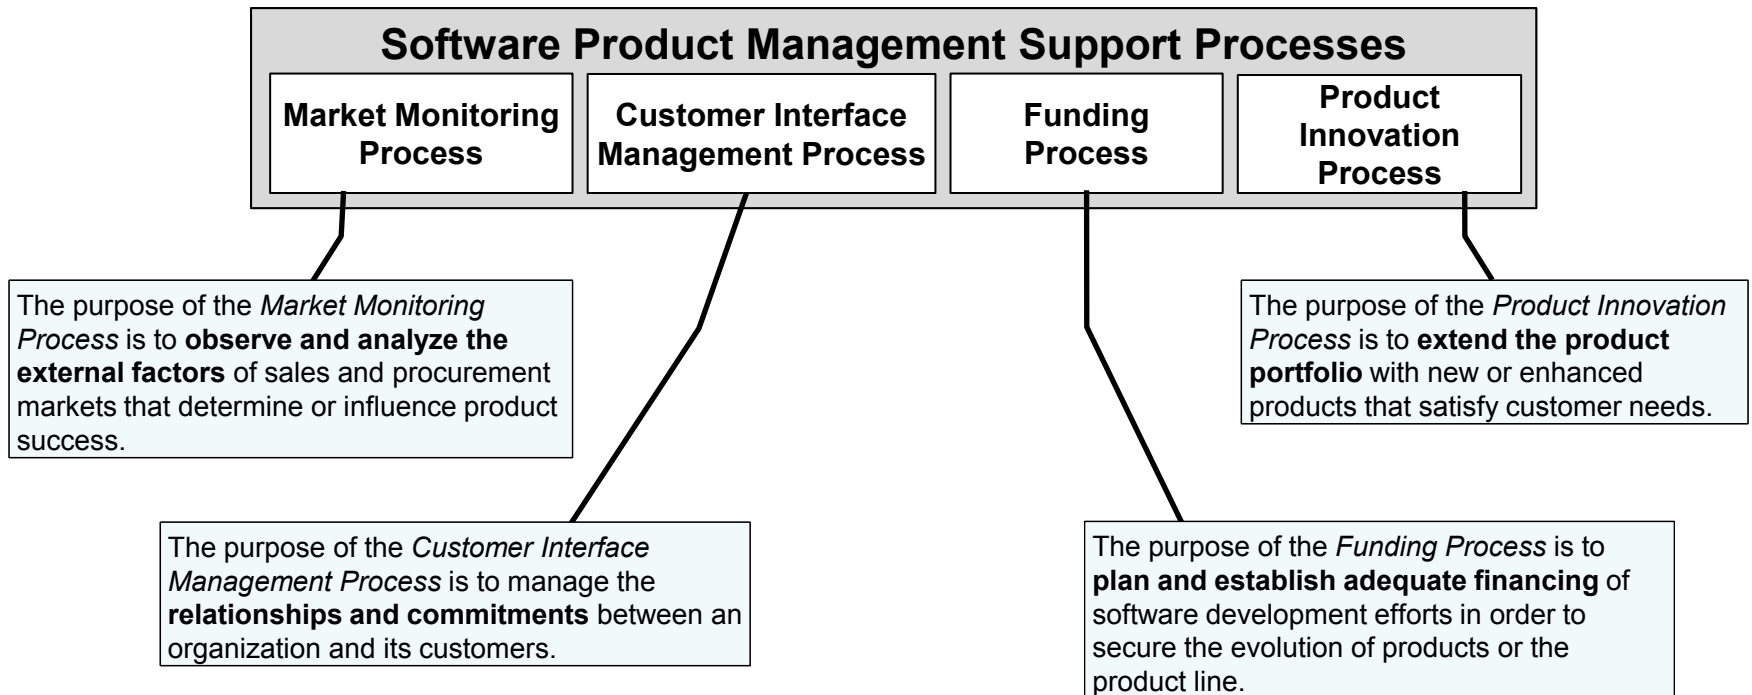 Software Product Management Support Processes
Market Monitoring
Process
Customer Interface
Management Process
Funding
Process
Product
Innovation
Process
The purpose of the Market Monitoring
Process is to observe and analyze the
external factors of sales and procurement
markets that determine or influence product
success.
The purpose of the Product Innovation
Process is to extend the product
portfolio with new or enhanced
products that satisfy customer needs.
The purpose of the Customer Interface
Management Process is to manage the
relationships and commitments between an
organization and its customers.
The purpose of the Funding Process is to
plan and establish adequate financing of
software development efforts in order to
secure the evolution of products or the
product line.